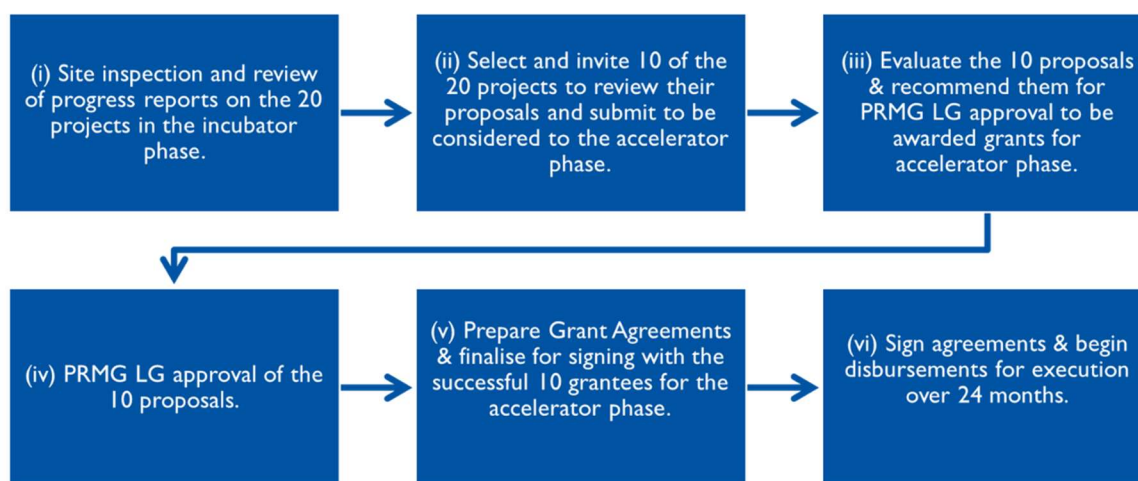 (i) Site inspection and review
of progress reports on the 20
projects in the incubator
phase.
(ii) Select and invite 10 of the
20 projects to review their
proposals and submit to be
considered to the accelerator
phase.
(iii) Evaluate the 10 proposals
& recommend them for
PRMG LG approval to be
awarded grants for
accelerator phase.
(iv) PRMG LG approval of the
10 proposals.
(v) Prepare Grant Agreements
& finalise for signing with the
successful 10 grantees for the
accelerator phase.
(vi) Sign agreements & begin
disbursements for execution
over 24 months.